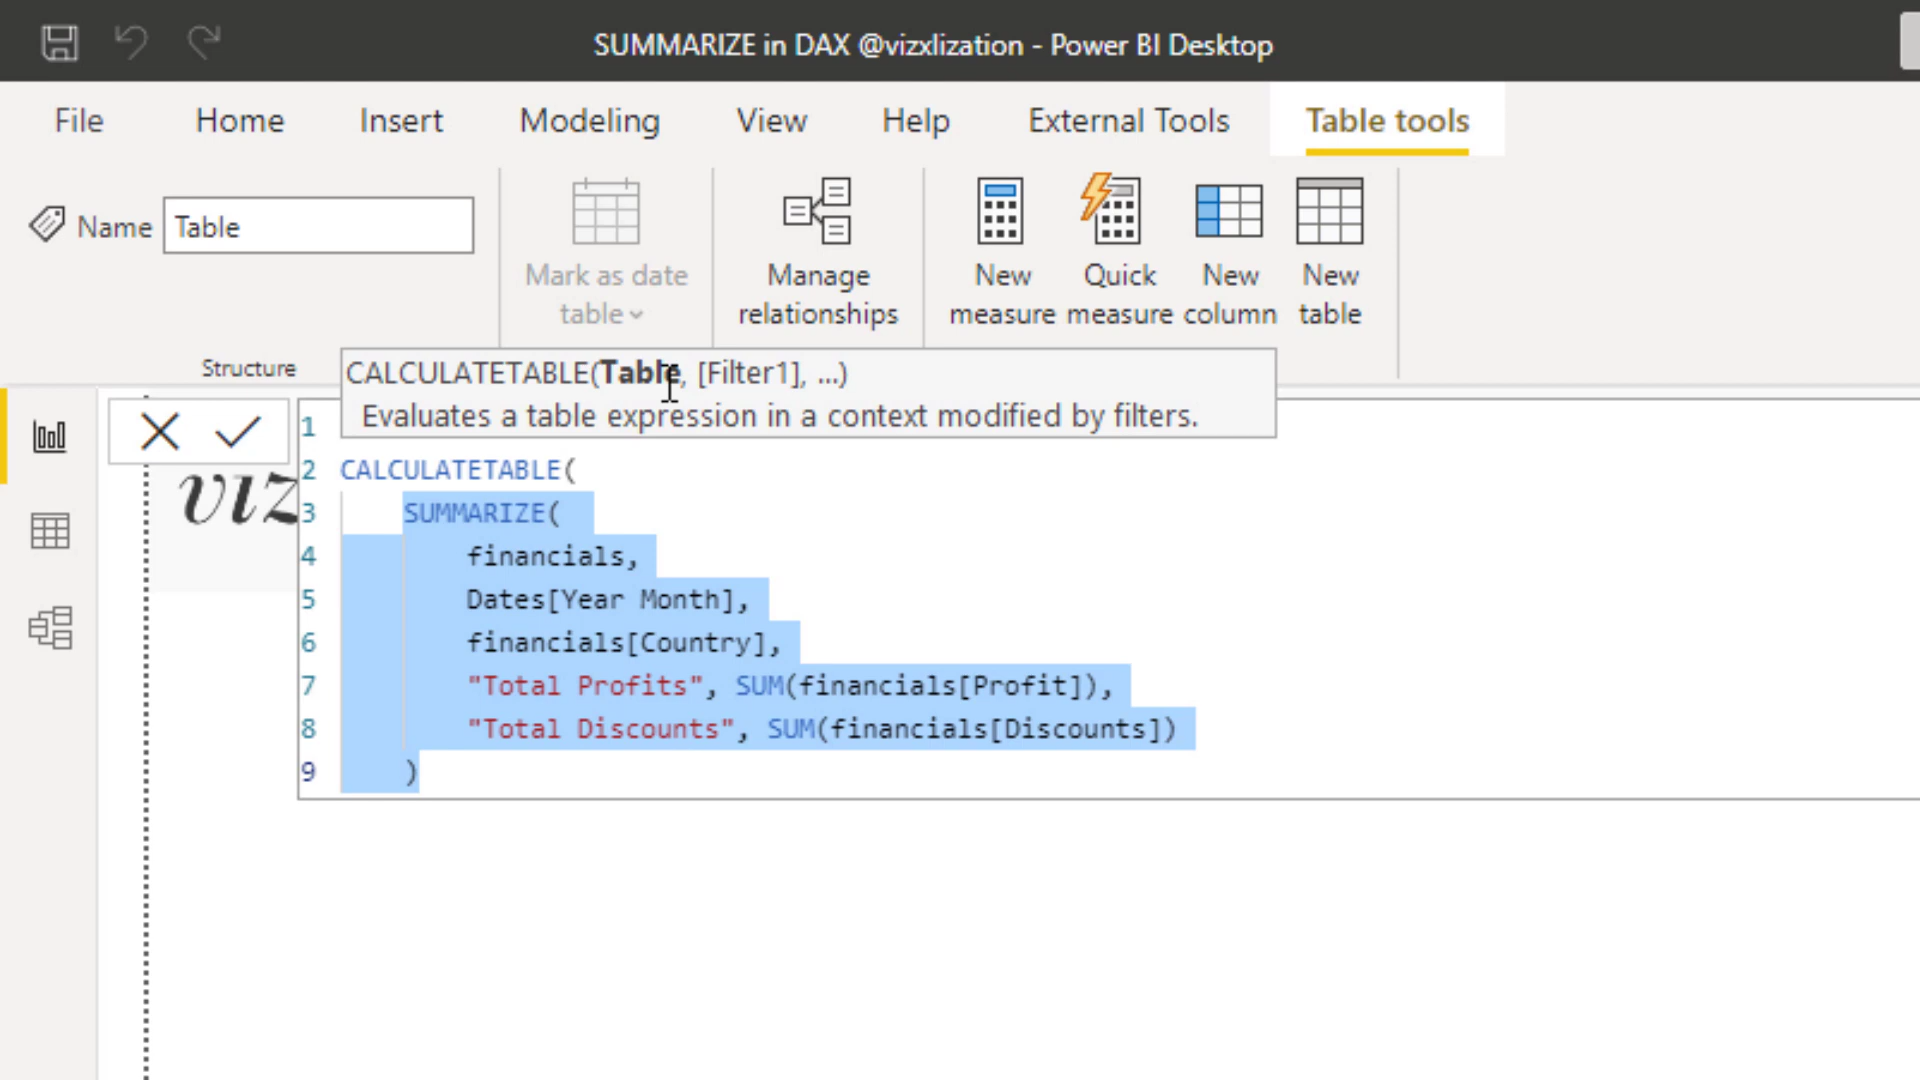 SUMMARIZE in DAX @vizxlization - Power BI Desktop
File Home Insert Modeling View Help External Tools Table tools
Name Table
Mark as date table
Manage relationships
New measure
Quick measure
New column
New table
Structure
CALCULATETABLE(Table, [Filter1], ...)
Evaluates a table expression in a context modified by filters.
1
2 CALCULATETABLE(
3 SUMMARIZE(
4 financials,
5 Dates[Year Month],
6 financials[Country],
7 "Total Profits", SUM(financials[Profit]),
8 "Total Discounts", SUM(financials[Discounts])
9 )
viz